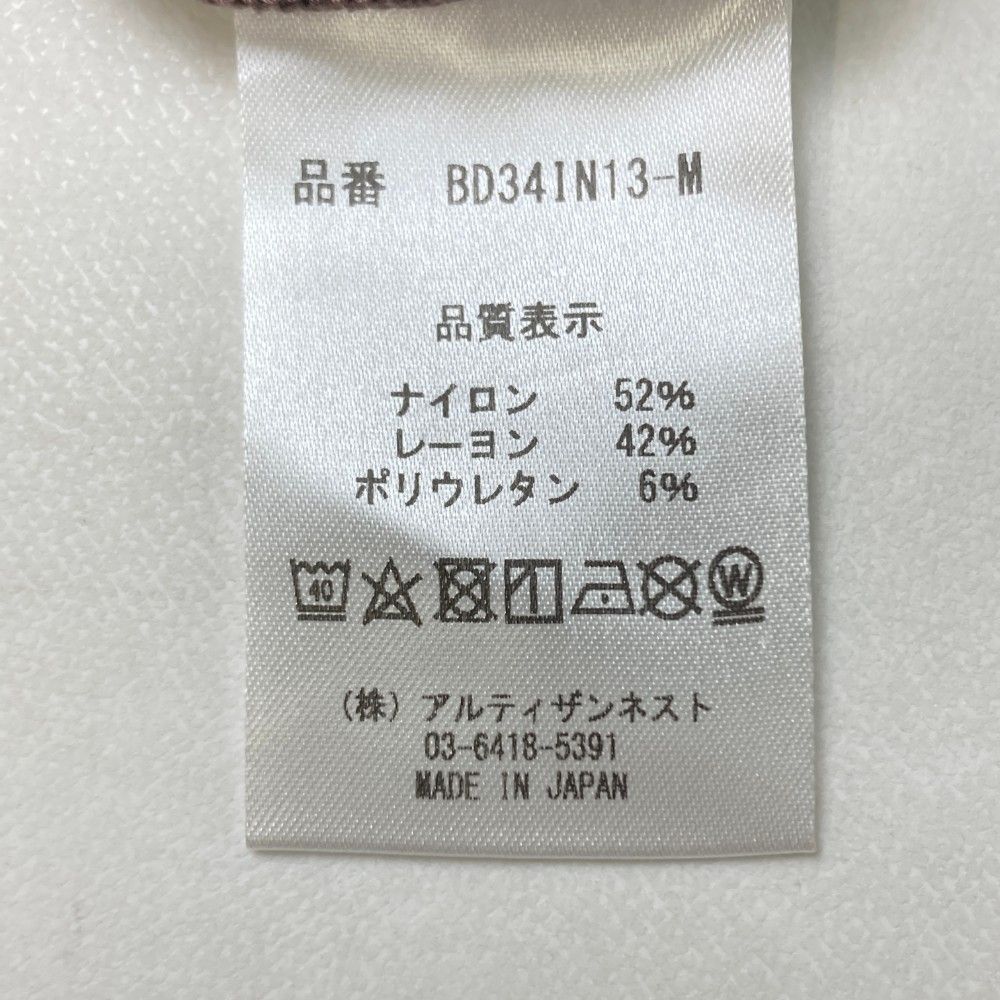 品番 BD34IN13-M
品質表示
ナイロン 52%
レーヨン 42%
ポリウレタン 6%
40 W
(株)アルティザンネスト
03-6418-5391
MADE IN JAPAN